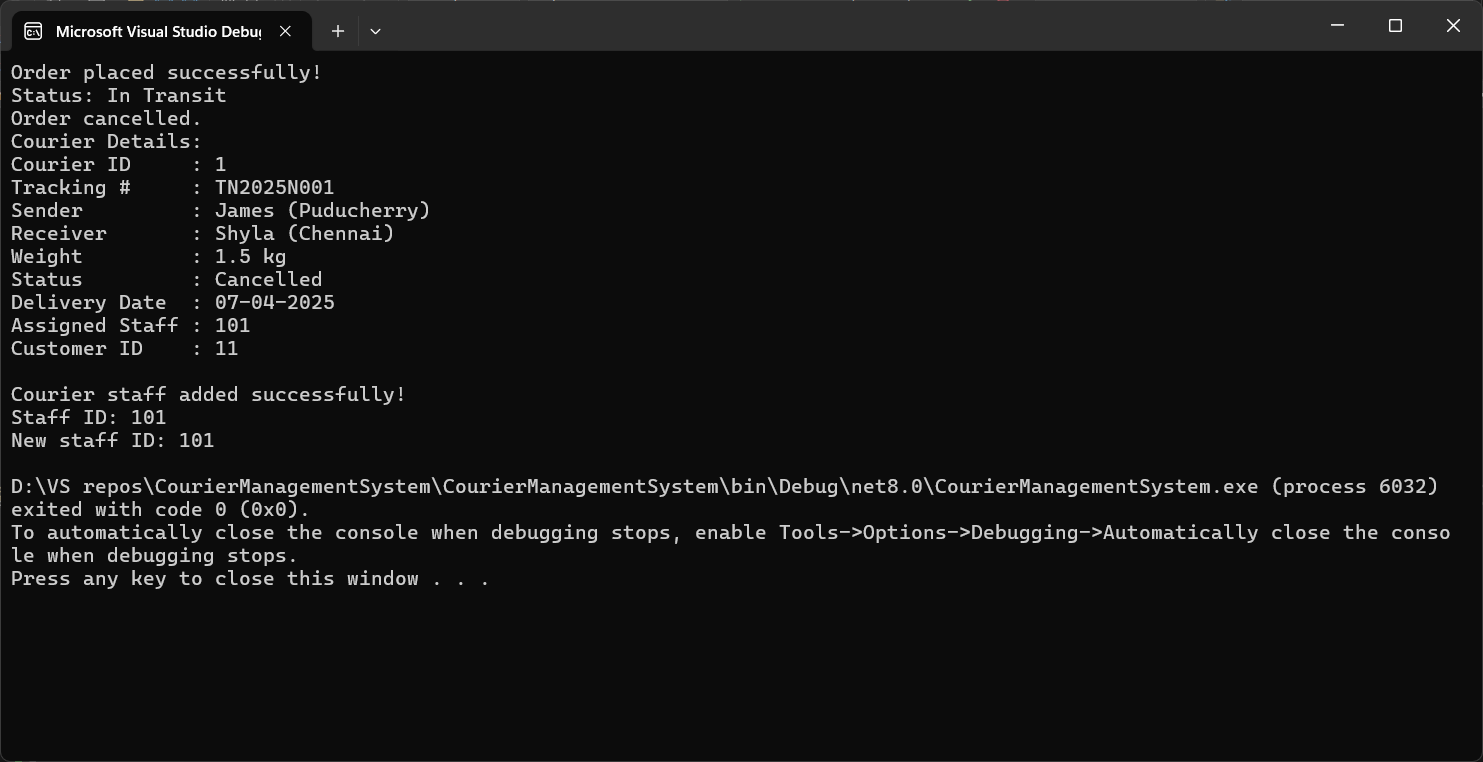 Microsoft Visual Studio Debu
Order placed successfully!
Status: In Transit
Order cancelled.
Courier Details:
Courier ID     : 1
Tracking #     : TN2025N001
Sender         : James (Puducherry)
Receiver       : Shyla (Chennai)
Weight         : 1.5 kg
Status         : Cancelled
Delivery Date  : 07-04-2025
Assigned Staff : 101
Customer ID    : 11
Courier staff added successfully!
Staff ID: 101
New staff ID: 101
D:\VS repos\CourierManagementSystem\CourierManagementSystem\bin\Debug\net8.0\CourierManagementSystem.exe (process 6032)
exited with code 0 (0x0).
To automatically close the console when debugging stops, enable Tools->Options->Debugging->Automatically close the conso
le when debugging stops.
Press any key to close this window . . .